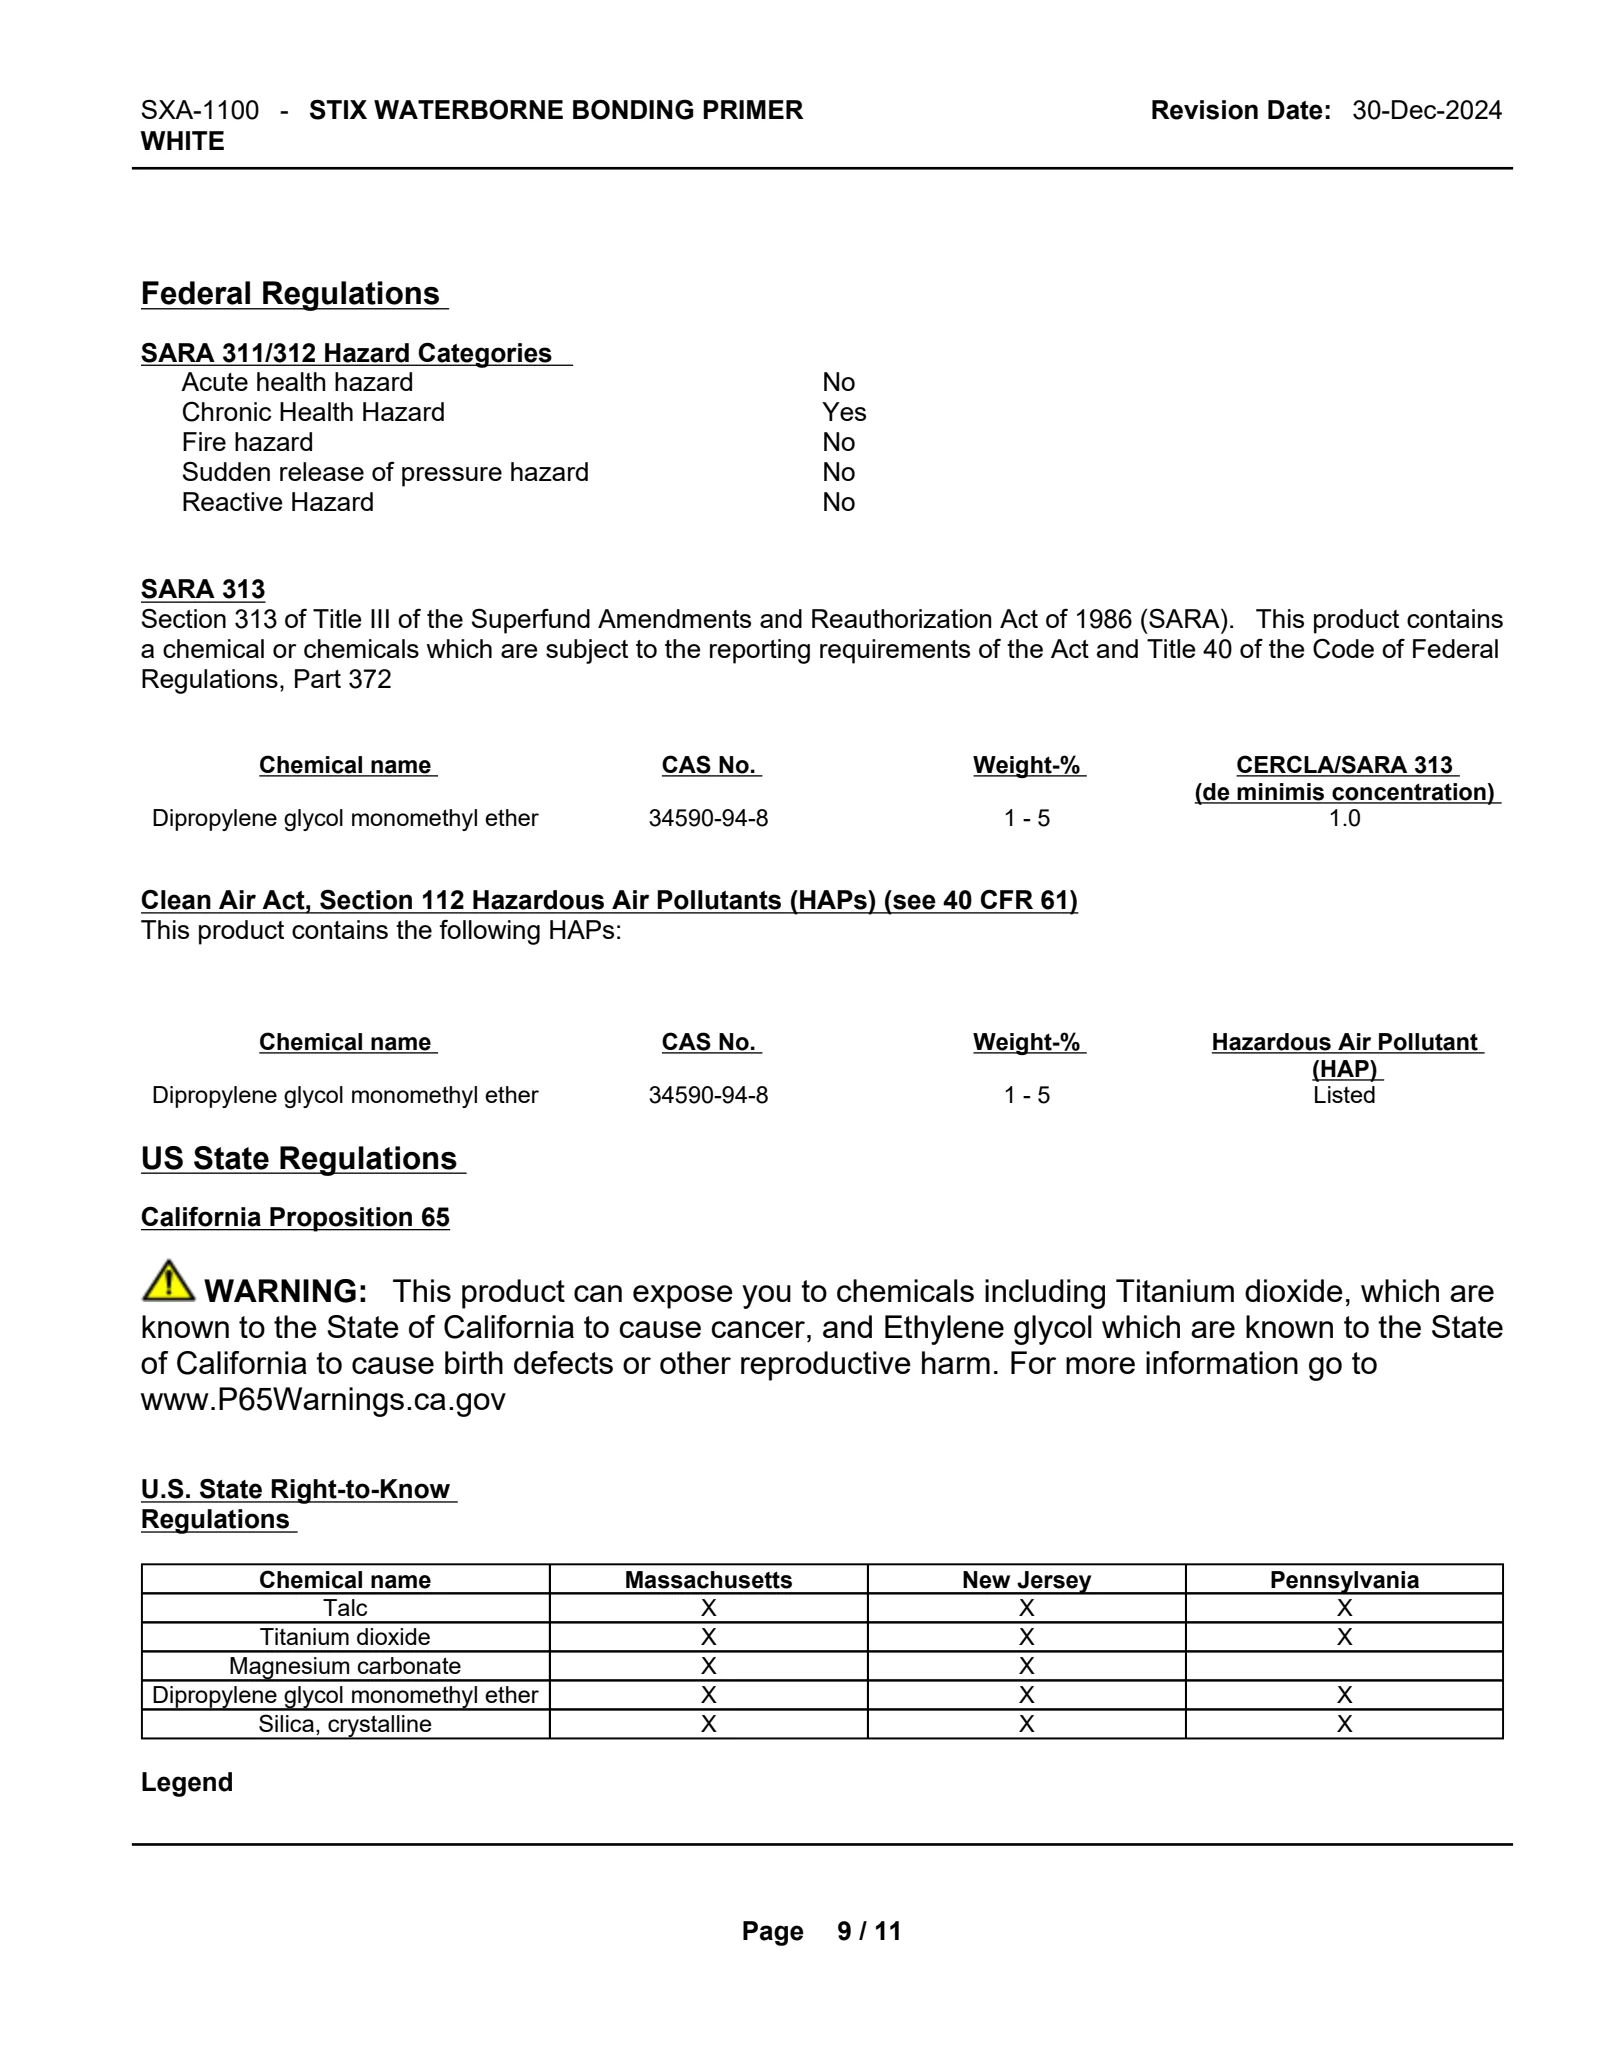 SXA-1100 - STIX WATERBORNE BONDING PRIMER WHITE
Revision Date: 30-Dec-2024
Federal Regulations
SARA 311/312 Hazard Categories
Acute health hazard No
Chronic Health Hazard Yes
Fire hazard No
Sudden release of pressure hazard No
Reactive Hazard No
SARA 313
Section 313 of Title III of the Superfund Amendments and Reauthorization Act of 1986 (SARA). This product contains
a chemical or chemicals which are subject to the reporting requirements of the Act and Title 40 of the Code of Federal
Regulations, Part 372
Chemical name CAS No. Weight-% CERCLA/SARA 313
(de minimis concentration)
Dipropylene glycol monomethyl ether 34590-94-8 1 - 5 1.0
Clean Air Act, Section 112 Hazardous Air Pollutants (HAPs) (see 40 CFR 61)
This product contains the following HAPs:
Chemical name CAS No. Weight-% Hazardous Air Pollutant
(HAP)
Dipropylene glycol monomethyl ether 34590-94-8 1 - 5 Listed
US State Regulations
California Proposition 65
WARNING: This product can expose you to chemicals including Titanium dioxide, which are
known to the State of California to cause cancer, and Ethylene glycol which are known to the State
of California to cause birth defects or other reproductive harm. For more information go to
www.P65Warnings.ca.gov
U.S. State Right-to-Know
Regulations
Chemical name Massachusetts New Jersey Pennsylvania
Talc X X X
Titanium dioxide X X X
Magnesium carbonate X X
Dipropylene glycol monomethyl ether X X X
Silica, crystalline X X X
Legend
Page 9 / 11